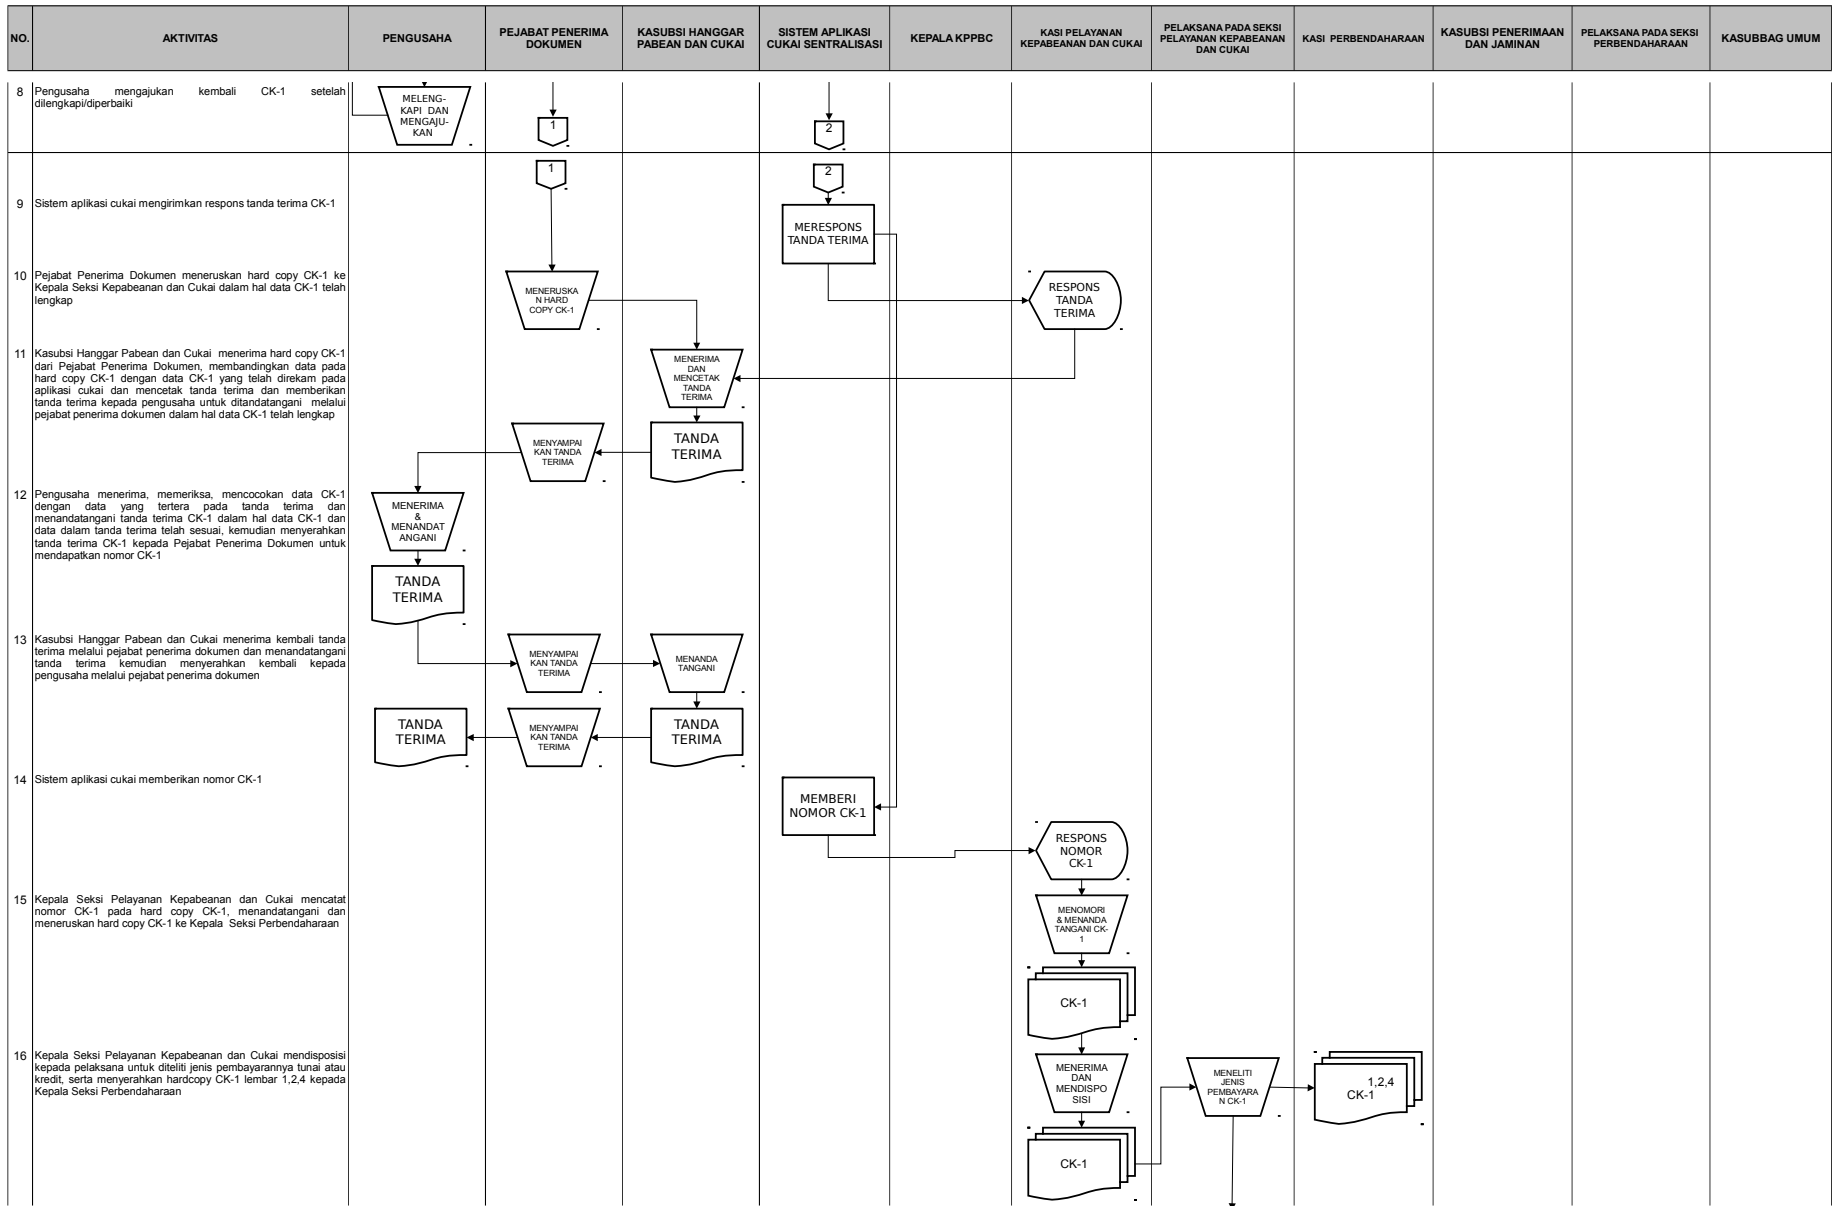 NO.
AKTIVITAS
PENGUSAHA
PEJABAT PENERIMA
DOKUMEN
KASUBSI HANGGAR
PABEAN DAN CUKAI
SISTEM APLIKASI
CUKAI SENTRALISASI
KEPALA KPPBC
KASI PELAYANAN
KEPABEANAN DAN CUKAI
PELAKSANA PADA SEKSI
PELAYANAN KEPABEANAN
DAN CUKAI
KASI PERBENDAHARAAN
KASUBSI PENERIMAAN
DAN JAMINAN
PELAKSANA PADA SEKSI
PERBENDAHARAAN
KASUBBAG UMUM
8 Pengusaha mengajukan kembali CK-1 setelah
dilengkapi/diperbaiki
MELENG-
KAPI DAN
MENGAJU-
KAN
1
2
1
2
9 Sistem aplikasi cukai mengirimkan respons tanda terima CK-1
MERESPONS
TANDA TERIMA
10 Pejabat Penerima Dokumen meneruskan hard copy CK-1 ke
Kepala Seksi Kepabeanan dan Cukai dalam hal data CK-1 telah
lengkap
MENERUSKA
N HARD
COPY CK-1
RESPONS
TANDA
TERIMA
11 Kasubsi Hanggar Pabean dan Cukai menerima hard copy CK-1
dari Pejabat Penerima Dokumen, membandingkan data pada
hard copy CK-1 dengan data CK-1 yang telah direkam pada
aplikasi cukai dan mencetak tanda terima dan memberikan
tanda terima kepada pengusaha untuk ditandatangani melalui
pejabat penerima dokumen dalam hal data CK-1 telah lengkap
MENERIMA
DAN
MENCETAK
TANDA
TERIMA
MENYAMPAI
KAN TANDA
TERIMA
TANDA
TERIMA
12 Pengusaha menerima, memeriksa, mencocokan data CK-1
dengan data yang tertera pada tanda terima dan
menandatangani tanda terima CK-1 dalam hal data CK-1 dan
data dalam tanda terima telah sesuai, kemudian menyerahkan
tanda terima CK-1 kepada Pejabat Penerima Dokumen untuk
mendapatkan nomor CK-1
MENERIMA
&
MENANDAT
ANGANI
TANDA
TERIMA
13 Kasubsi Hanggar Pabean dan Cukai menerima kembali tanda
terima melalui pejabat penerima dokumen dan menandatangani
tanda terima kemudian menyerahkan kembali kepada
pengusaha melalui pejabat penerima dokumen
MENYAMPAI
KAN TANDA
TERIMA
MENANDA
TANGANI
TANDA
TERIMA
MENYAMPAI
KAN TANDA
TERIMA
TANDA
TERIMA
14 Sistem aplikasi cukai memberikan nomor CK-1
MEMBERI
NOMOR CK-1
RESPONS
NOMOR
CK-1
15 Kepala Seksi Pelayanan Kepabeanan dan Cukai mencatat
nomor CK-1 pada hard copy CK-1, menandatangani dan
meneruskan hard copy CK-1 ke Kepala Seksi Perbendaharaan
MENOMORI
& MENANDA
TANGANI CK-
1
CK-1
16 Kepala Seksi Pelayanan Kepabeanan dan Cukai mendisposisi
kepada pelaksana untuk diteliti jenis pembayarannya tunai atau
kredit, serta menyerahkan hardcopy CK-1 lembar 1,2,4 kepada
Kepala Seksi Perbendaharaan
MENERIMA
DAN
MENDISPO
SISI
MENELITI
JENIS
PEMBAYARA
N CK-1
1,2,4
CK-1
CK-1